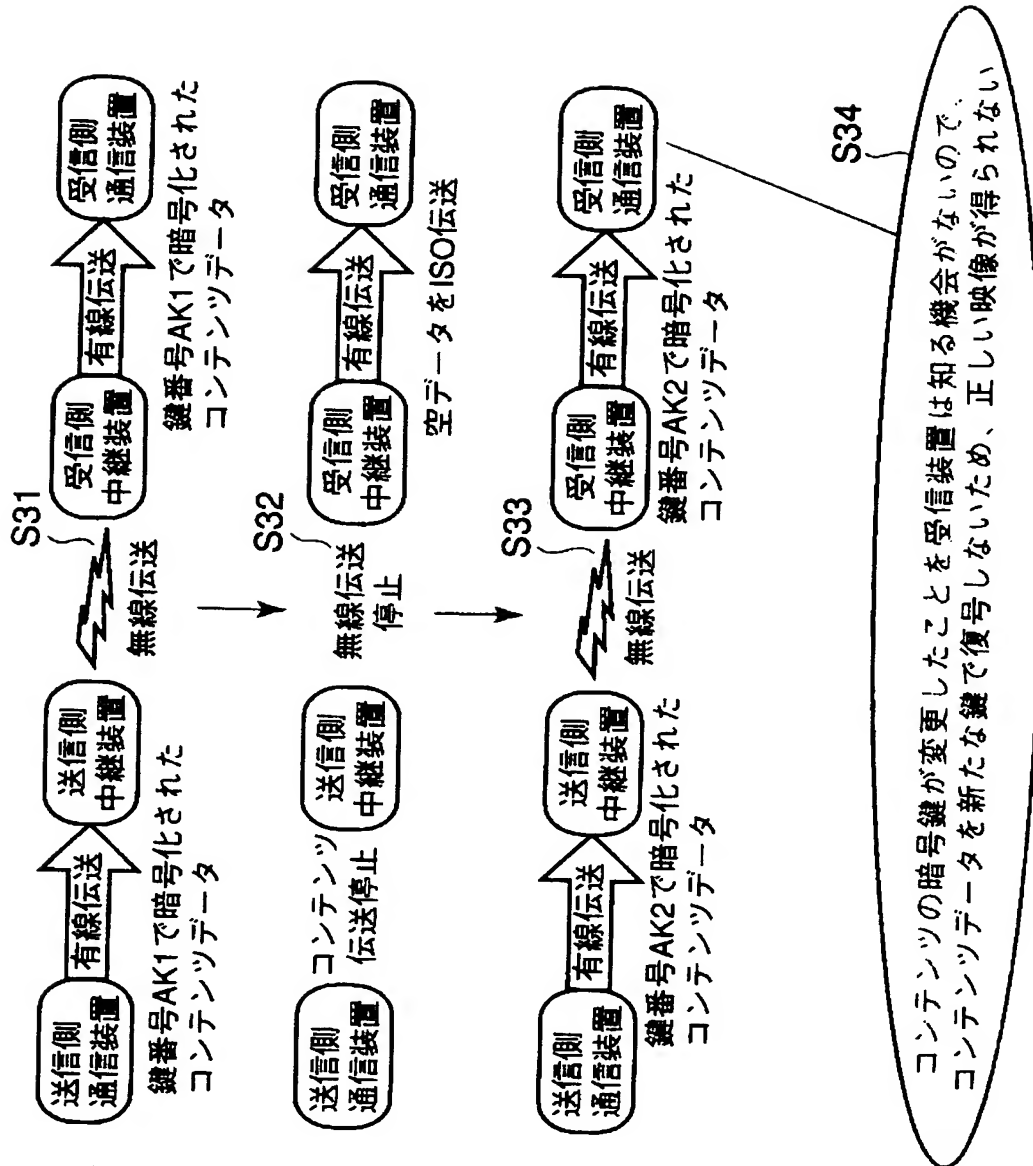 送信側
通信装置
有線伝送
送信側
中継装置
鍵番号AK1で暗号化された
コンテンツデータ
S31
無線伝送
受信側
中継装置
有線伝送
受信側
通信装置
鍵番号AK1で暗号化された
コンテンツデータ
送信側
通信装置
コンテンツ
伝送停止
送信側
中継装置
S32
無線伝送
停止
受信側
中継装置
有線伝送
受信側
通信装置
空データをISO伝送
送信側
通信装置
有線伝送
送信側
中継装置
鍵番号AK2で暗号化された
コンテンツデータ
S33
無線伝送
受信側
中継装置
有線伝送
受信側
通信装置
鍵番号AK2で暗号化された
コンテンツデータ
S34
コンテンツの暗号鍵が変更したことを受信装置は知る機会がないので、
コンテンツデータを新たな鍵で復号しないため、正しい映像が得られない